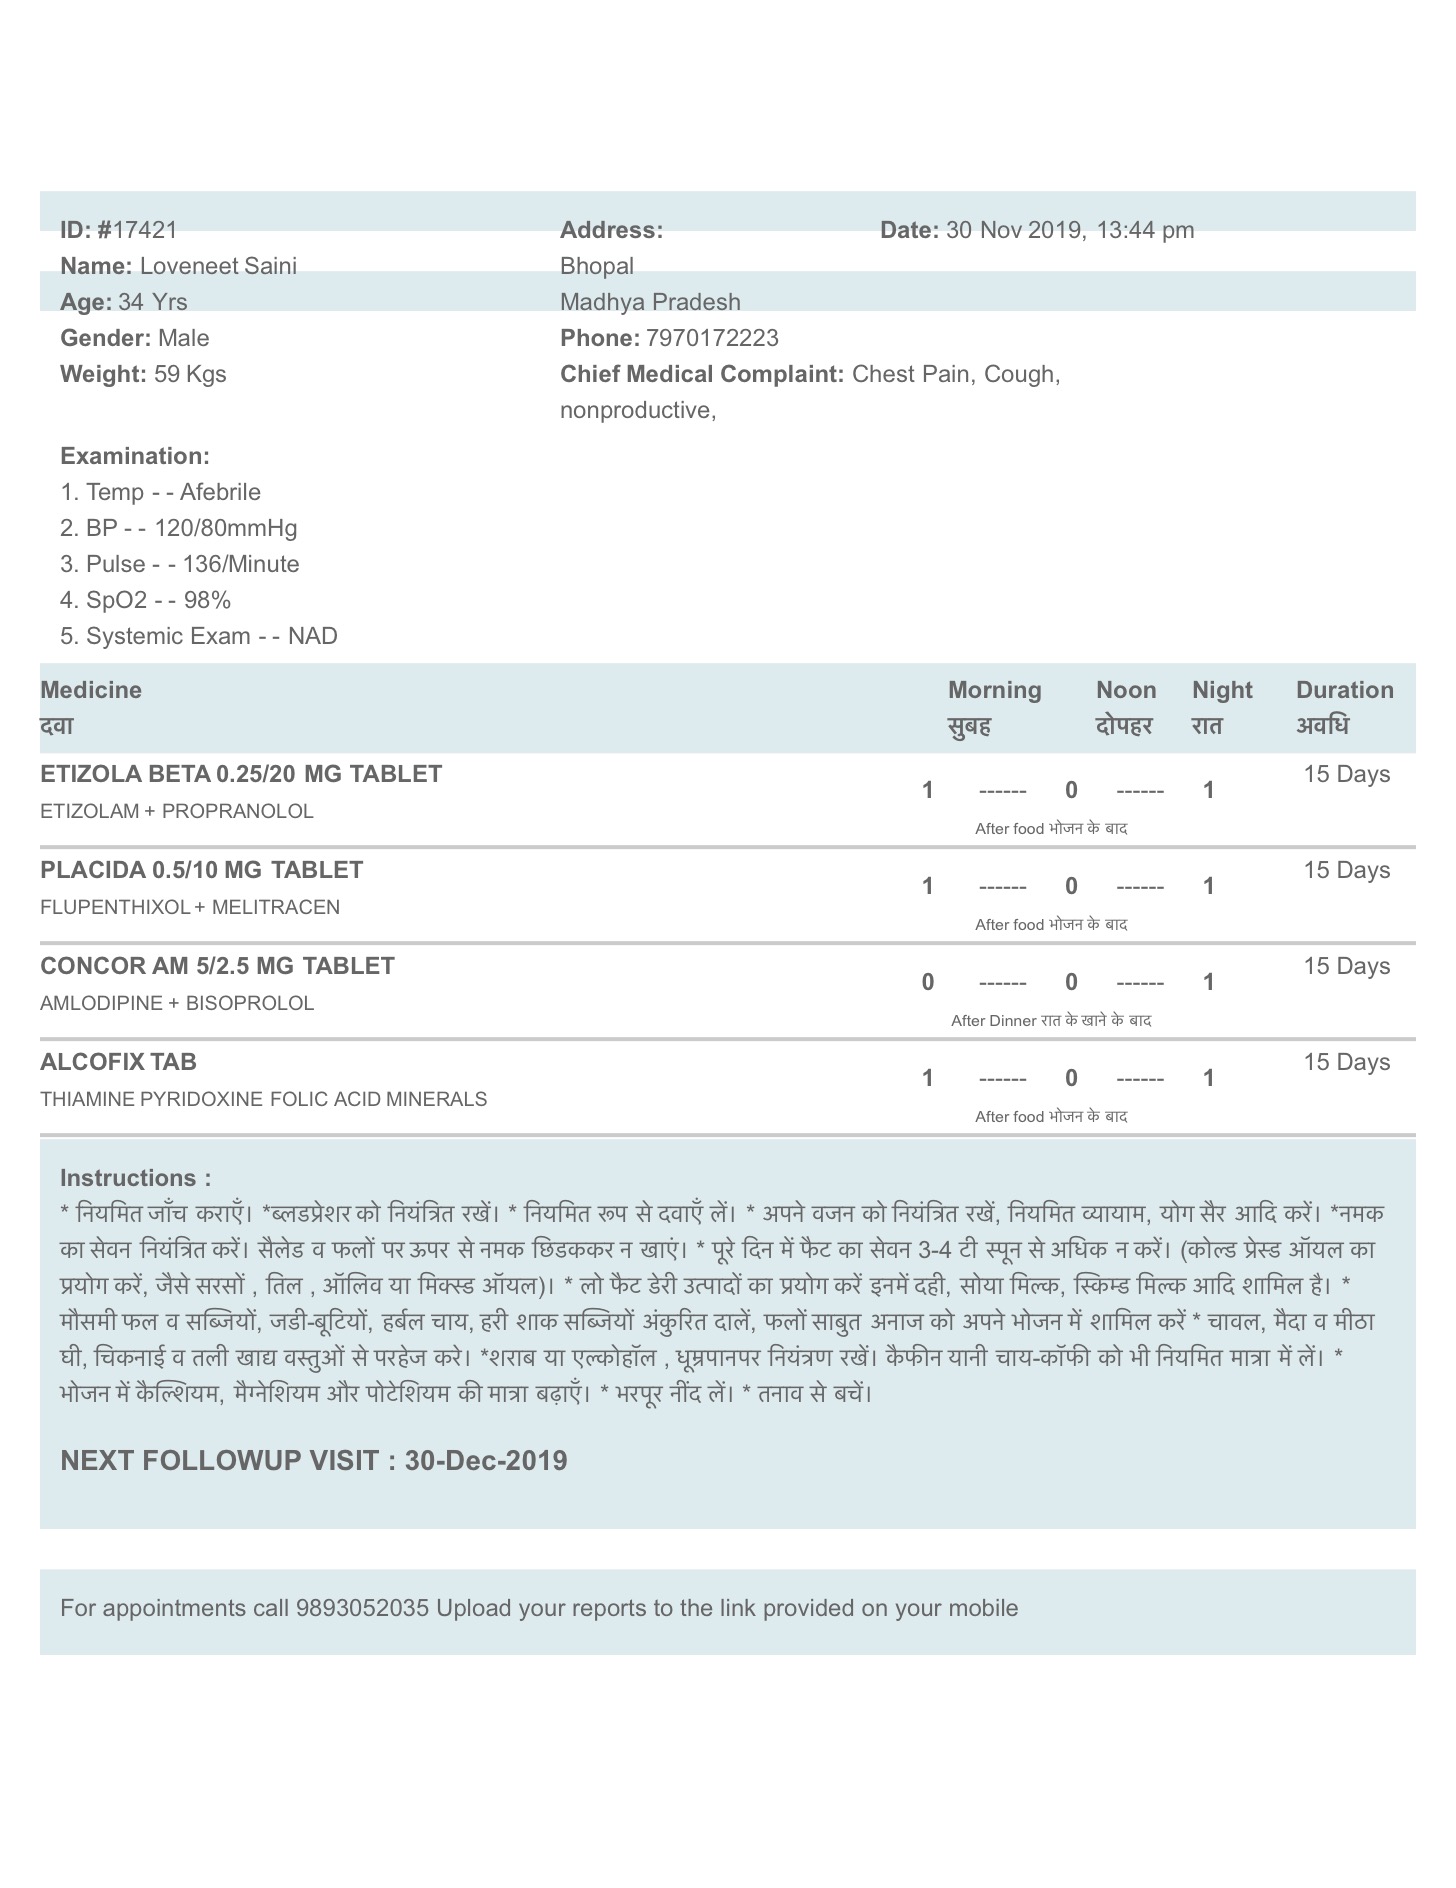 ID: #17421 Address: Date: 30 Nov 2019, 13:44 pm
Name: Loveneet Saini Bhopal
Age: 34 Yrs Madhya Pradesh
Gender: Male Phone: 7970172223
Weight: 59 Kgs Chief Medical Complaint: Chest Pain, Cough,
nonproductive,
Examination:
1. Temp - - Afebrile
2. BP - - 120/80mmHg
3. Pulse - - 136/Minute
4. SpO2 - - 98%
5. Systemic Exam - - NAD
Medicine Morning Noon Night Duration
दवा सुबह दोपहर रात अवधि
ETIZOLA BETA 0.25/20 MG TABLET 15 Days
1 ------ 0 ------ 1
ETIZOLAM + PROPRANOLOL
After food भोजन के बाद
PLACIDA 0.5/10 MG TABLET 15 Days
1 ------ 0 ------ 1
FLUPENTHIXOL + MELITRACEN
After food भोजन के बाद
CONCOR AM 5/2.5 MG TABLET 15 Days
0 ------ 0 ------ 1
AMLODIPINE + BISOPROLOL
After Dinner रात के खाने के बाद
ALCOFIX TAB 15 Days
1 ------ 0 ------ 1
THIAMINE PYRIDOXINE FOLIC ACID MINERALS
After food भोजन के बाद
Instructions :
* नियमित जाँच कराएँ। *ब्लडप्रेशर को नियंत्रित रखें। * नियमित रूप से दवाएँ लें। * अपने वजन को नियंत्रित रखें, नियमित व्यायाम, योग सैर आदि करें। *नमक
का सेवन नियंत्रित करें। सैलेड व फलों पर ऊपर से नमक छिडककर न खाएं। * पूरे दिन में फैट का सेवन 3-4 टी स्पून से अधिक न करें। (कोल्ड प्रेस्ड ऑयल का
प्रयोग करें, जैसे सरसों , तिल , ऑलिव या मिक्स्ड ऑयल)। * लो फैट डेरी उत्पादों का प्रयोग करें इनमें दही, सोया मिल्क, स्किम्ड मिल्क आदि शामिल है। *
मौसमी फल व सब्जियों, जडी-बूटियों, हर्बल चाय, हरी शाक सब्जियों अंकुरित दालें, फलों साबुत अनाज को अपने भोजन में शामिल करें * चावल, मैदा व मीठा
घी, चिकनाई व तली खाद्य वस्तुओं से परहेज करे। *शराब या एल्कोहॉल , धूम्रपानपर नियंत्रण रखें। कैफीन यानी चाय-कॉफी को भी नियमित मात्रा में लें। *
भोजन में कैल्शियम, मैग्नेशियम और पोटेशियम की मात्रा बढ़ाएँ। * भरपूर नींद लें। * तनाव से बचें।
NEXT FOLLOWUP VISIT : 30-Dec-2019
For appointments call 9893052035 Upload your reports to the link provided on your mobile